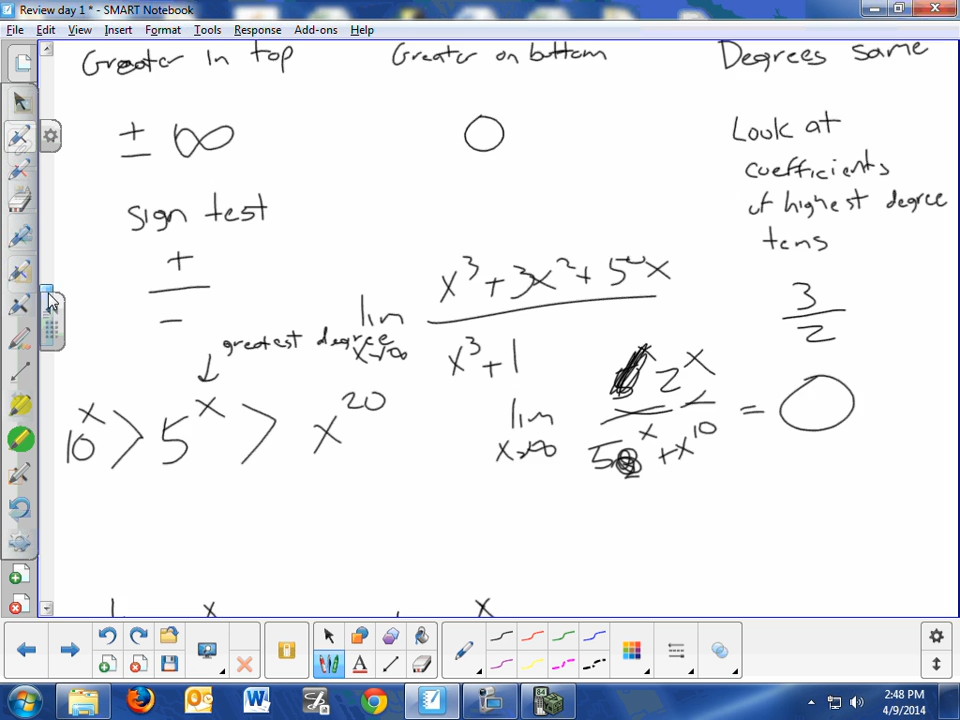 Review day 1 * - SMART Notebook
File Edit View Insert Format Tools Response Add-ons Help
Greater in top
Greater on bottom
Degrees same
± ∞
0
Look at
coefficients
of highest degree
tens
sign test
+
−
x³ + 3x² + 5 x
lim
x→∞
x³ + 1
3
2
greatest degree
10ˣ > 5ˣ > x²⁰
lim
x→∞
2ˣ
5ˣ + x¹⁰
= 0
x
x
2:48 PM
4/9/2014